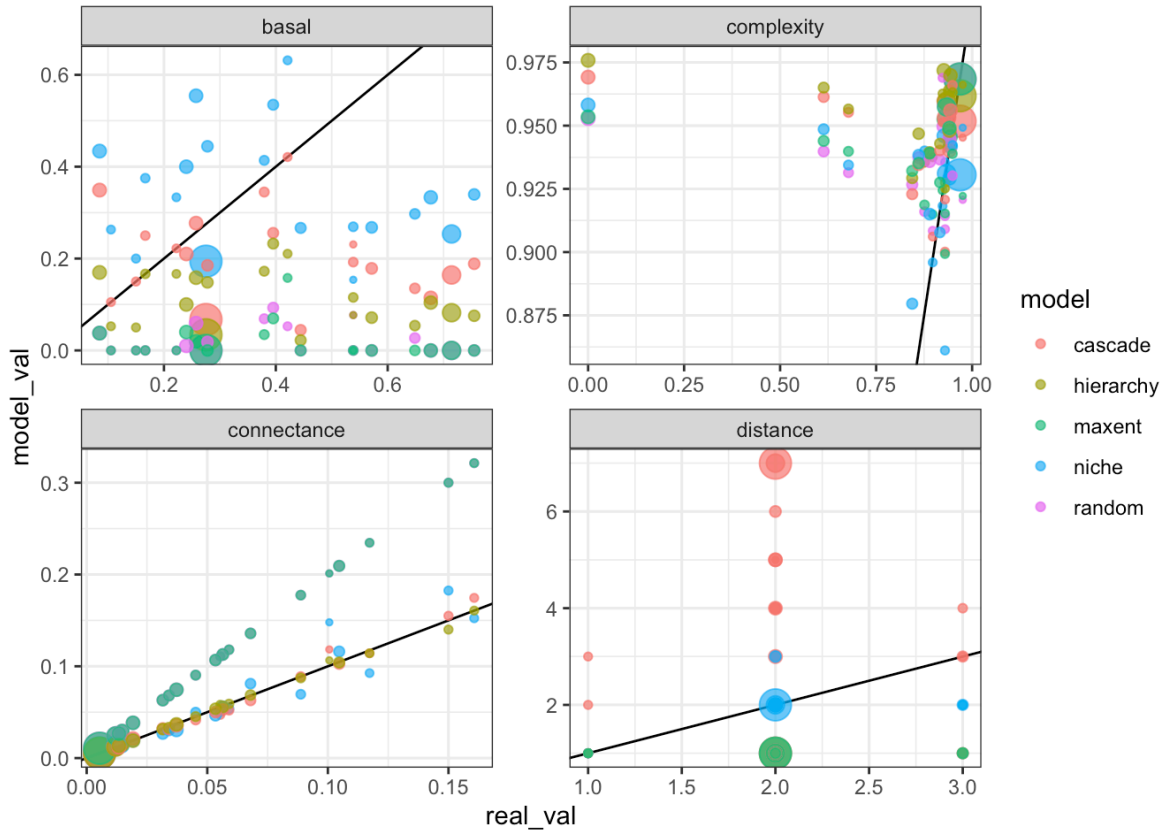 basal
complexity
0.6
0.4
0.2
0.0
0.2
0.4
0.6
0.975
0.950
0.925
0.900
0.875
0.00
0.25
0.50
0.75
1.00
connectance
distance
0.3
0.2
0.1
0.0
0.00
0.05
0.10
0.15
6
4
2
1.0
1.5
2.0
2.5
3.0
model_val
real_val
model
cascade
hierarchy
maxent
niche
random